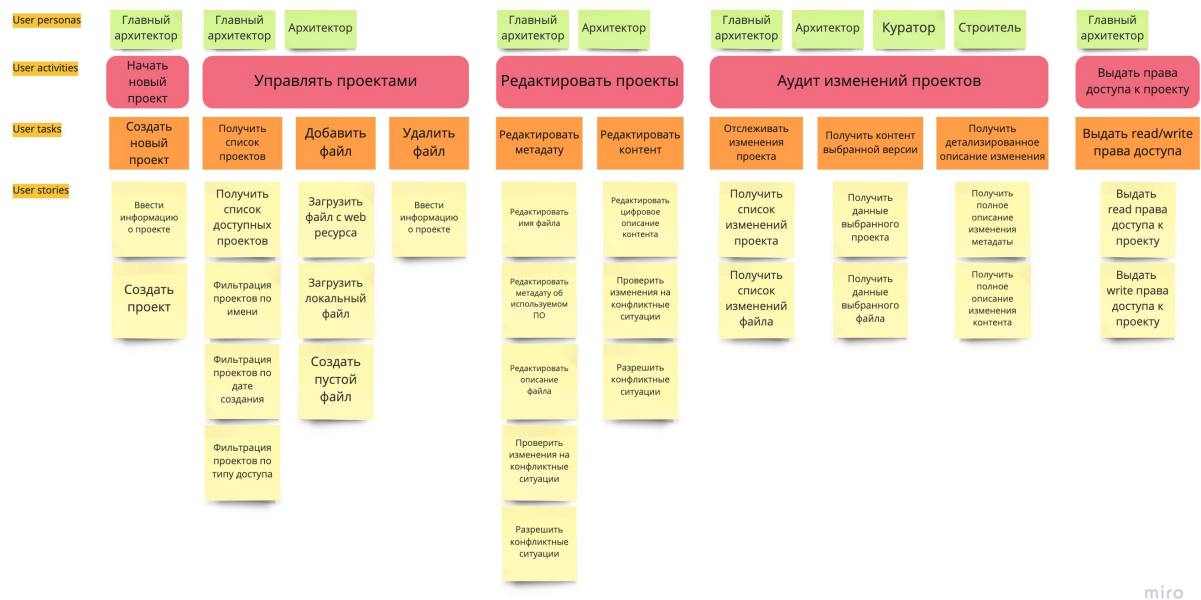 User personas
Главный
архитектор
Главный
архитектор
Архитектор
Главный
архитектор
Архитектор
Главный
архитектор
Архитектор
Куратор
Строитель
Главный
архитектор
User activities
Начать
новый
проект
Управлять проектами
Редактировать проекты
Аудит изменений проектов
Выдать права
доступа к проекту
User tasks
Создать
новый
проект
Получить
список
проектов
Добавить
файл
Удалить
файл
Редактировать
метадату
Редактировать
контент
Отслеживать
изменения
проекта
Получить контент
выбранной версии
Получить
детализированное
описание изменения
Выдать read/write
права доступа
User stories
Ввести
информацию
о проекте
Получить
список
доступных
проектов
Загрузить
файл с web
ресурса
Ввести
информацию
о проекте
Редактировать
имя файла
Редактировать
цифровое
описание
контента
Получить
список
изменений
проекта
Получить
данные
выбранного
проекта
Получить
полное
описание
изменения
метадаты
Выдать
read права
доступа к
проекту
Создать
проект
Фильтрация
проектов по
имени
Загрузить
локальный
файл
Редактировать
метадату об
используемом
ПО
Проверить
изменения на
конфликтные
ситуации
Получить
список
изменений
файла
Получить
данные
выбранного
файла
Получить
полное
описание
изменения
контента
Выдать
write права
доступа к
проекту
Фильтрация
проектов по
дате
создания
Создать
пустой
файл
Редактировать
описание
файла
Разрешить
конфликтные
ситуации
Фильтрация
проектов по
типу доступа
Проверить
изменения на
конфликтные
ситуации
Разрешить
конфликтные
ситуации
miro